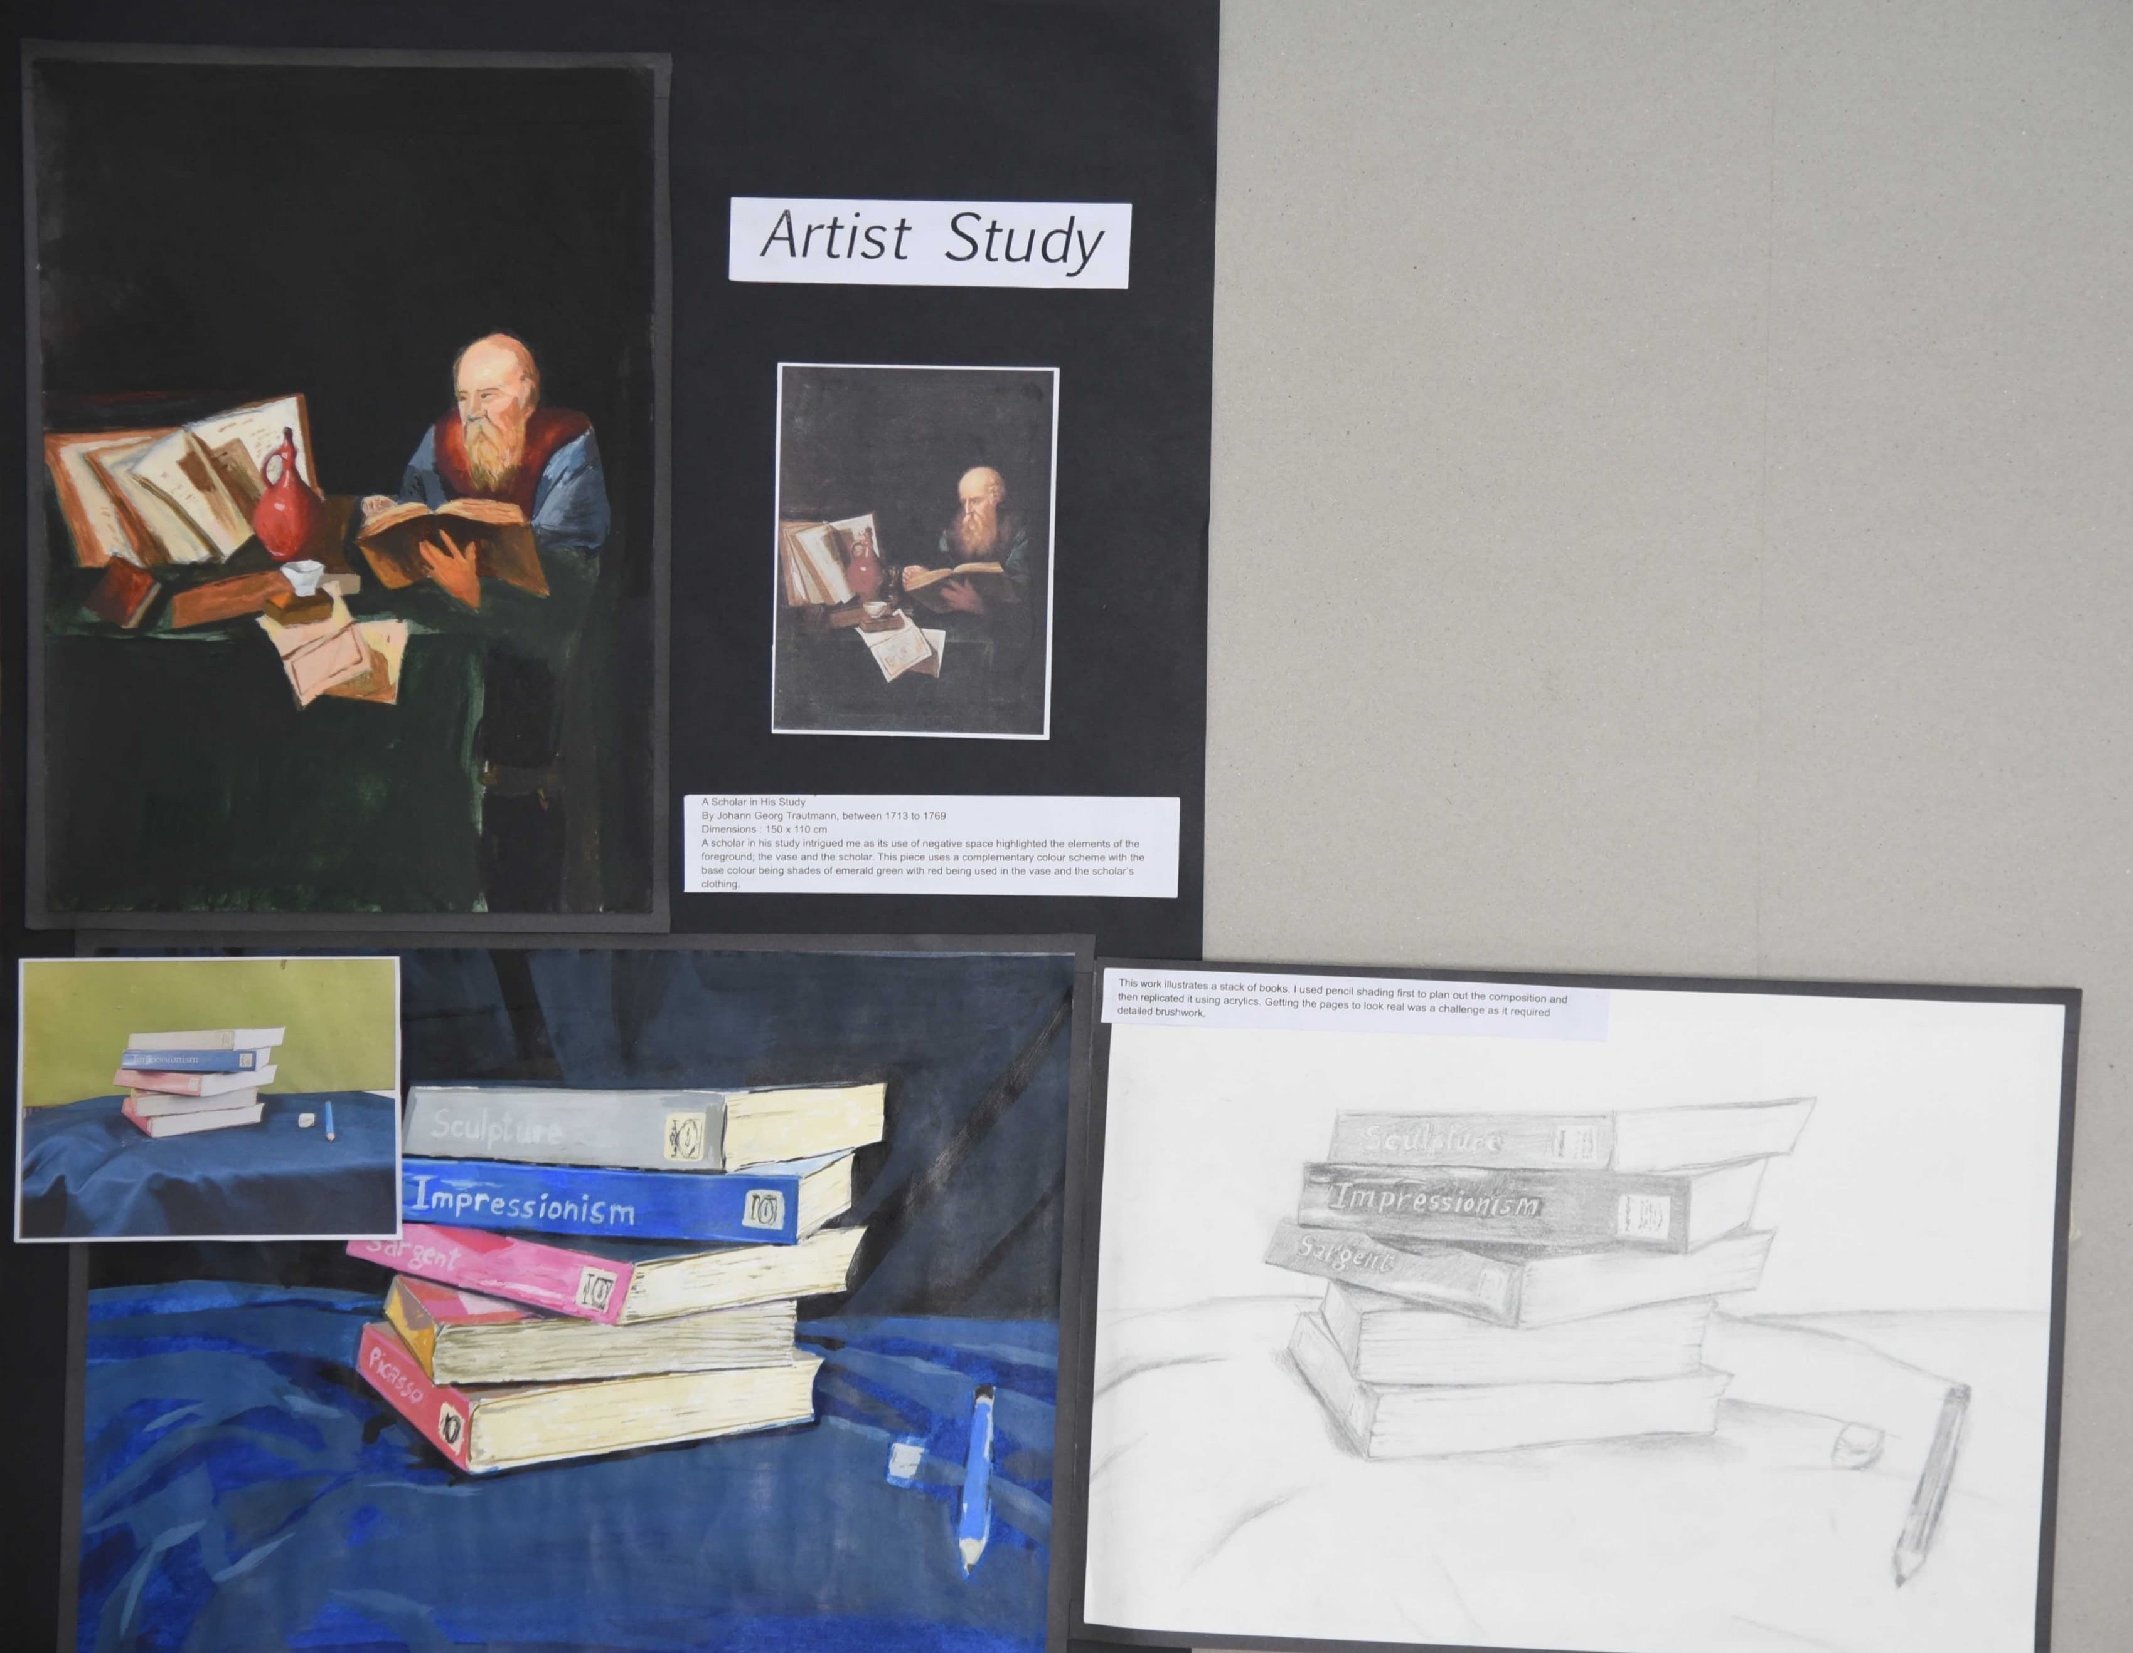 Artist Study
A Scholar in His Study
By Johann Georg Trautmann, between 1713 to 1769
Dimensions : 150 x 110 cm
A scholar in his study intrigued me as its use of negative space highlighted the elements of the
foreground; the vase and the scholar. This piece uses a complementary colour scheme with the
base colour being shades of emerald green with red being used in the vase and the scholar's
clothing.
Impressionism
Sculpture
Impressionism
Sargent
Picasso
This work illustrates a stack of books. I used pencil shading first to plan out the composition and
then replicated it using acrylics. Getting the pages to look real was a challenge as it required
detailed brushwork.
Sculpture
Impressionism
Sargent